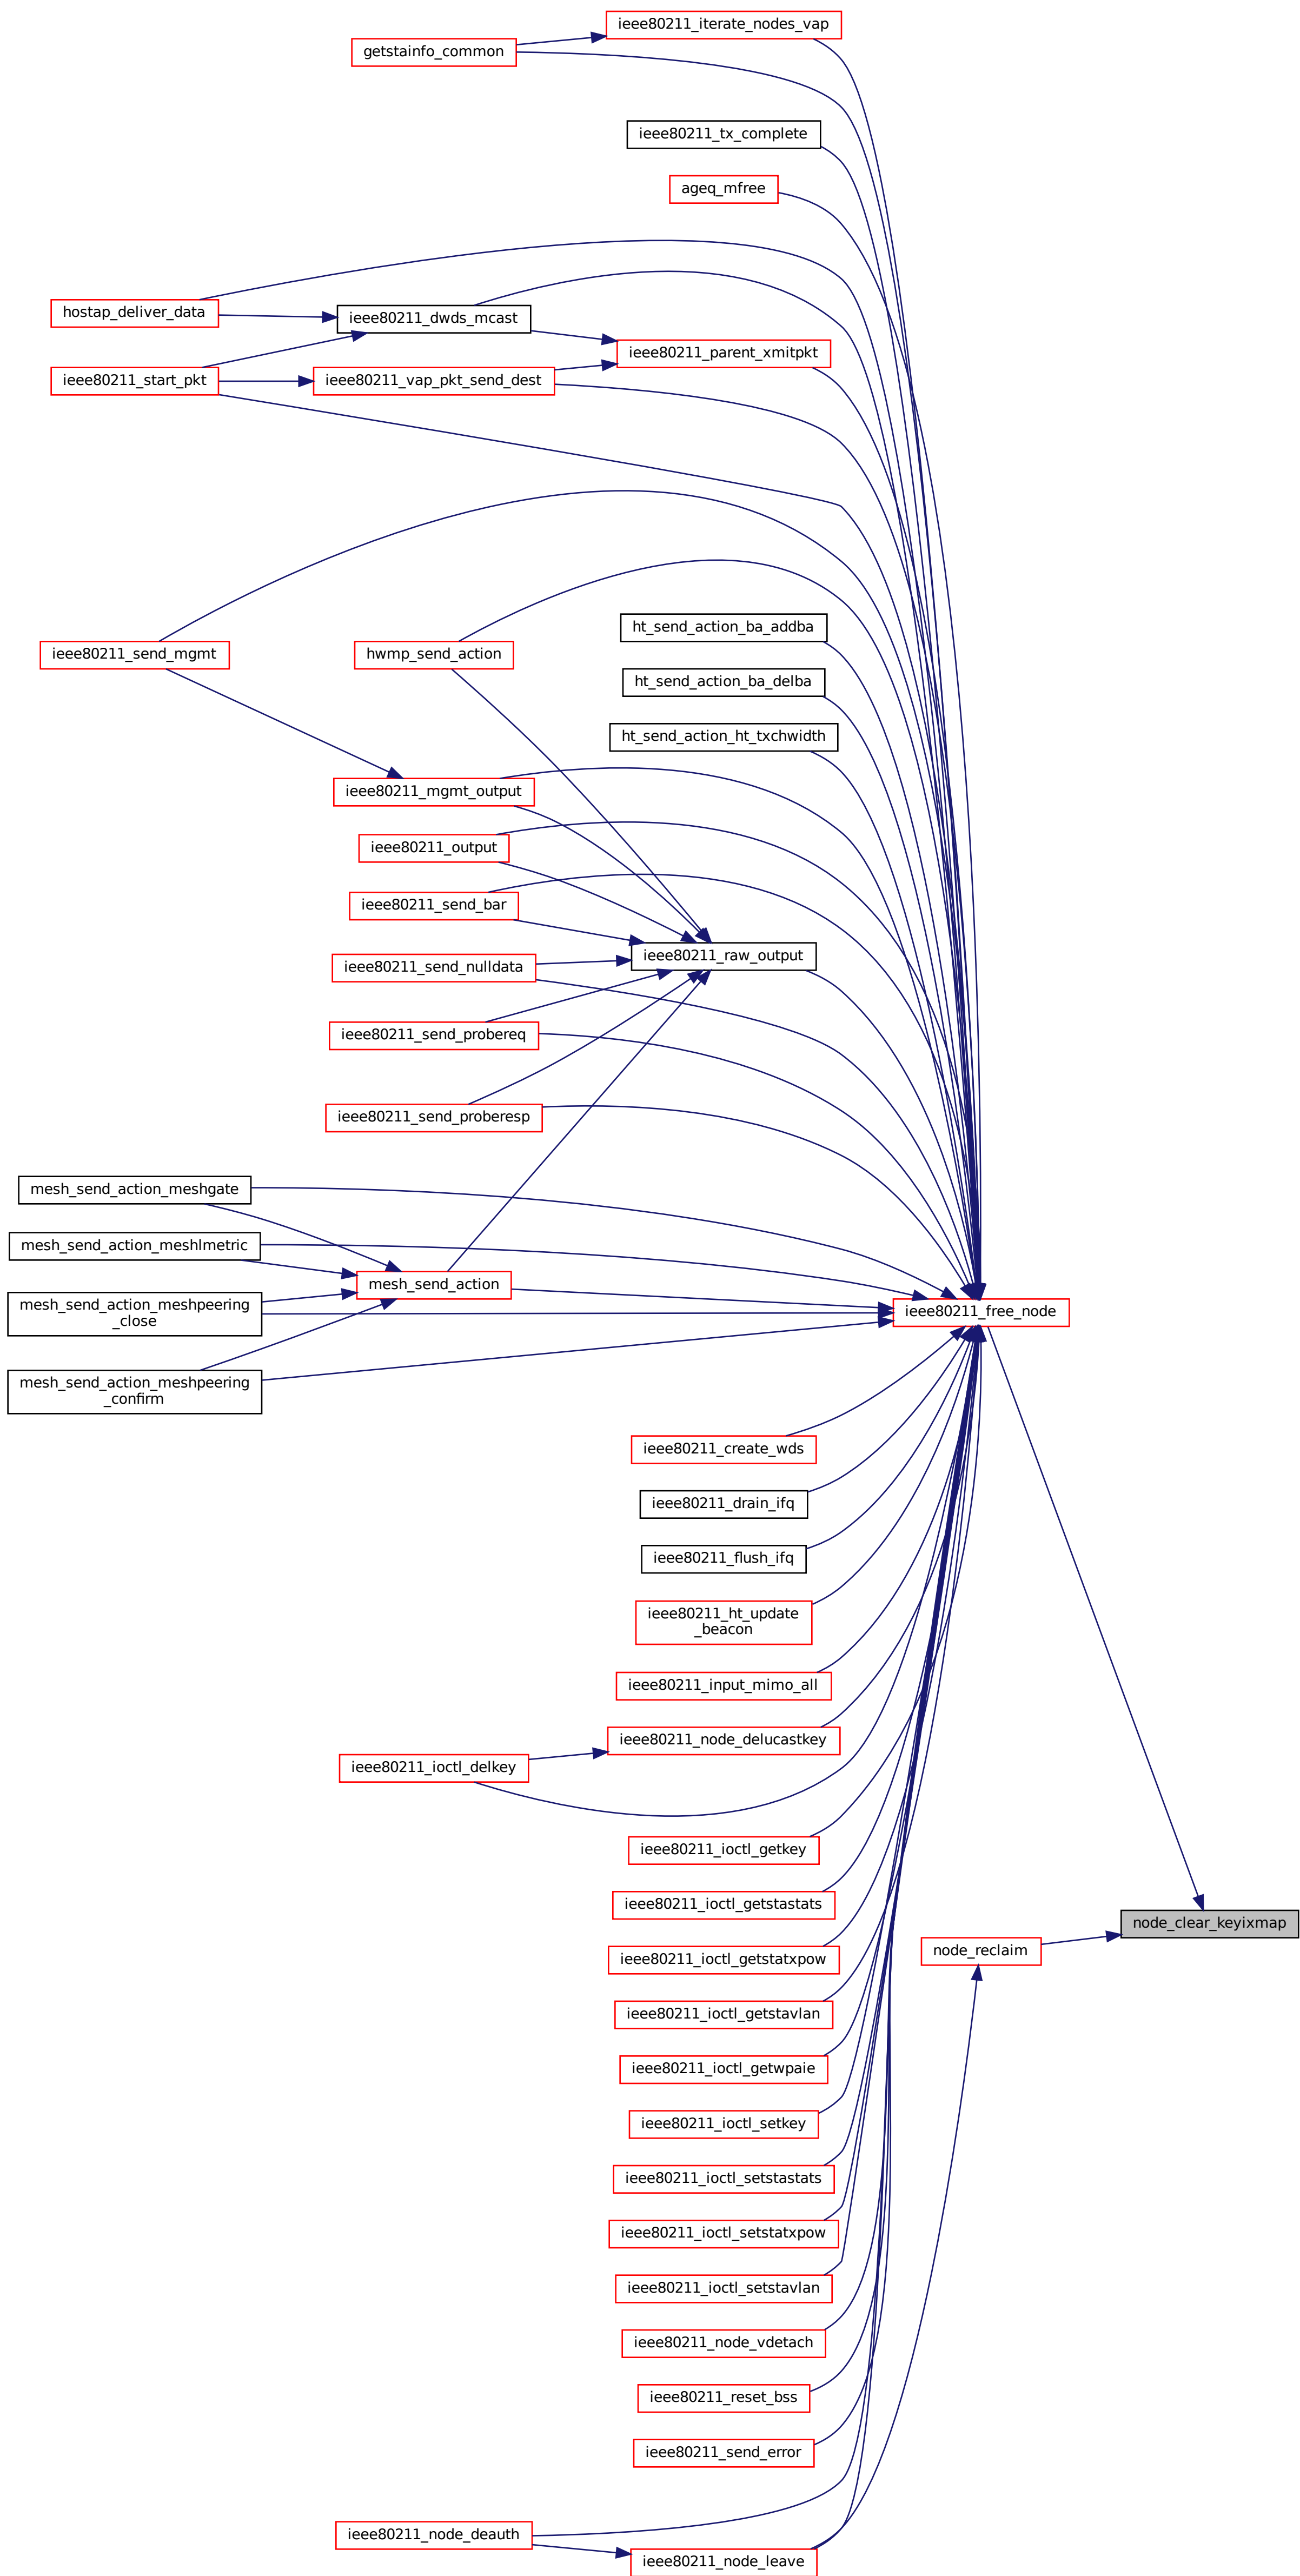 ieee80211_iterate_nodes_vap
getstainfo_common
ieee80211_tx_complete
ageq_mfree
hostap_deliver_data
ieee80211_dwds_mcast
ieee80211_parent_xmitpkt
ieee80211_start_pkt
ieee80211_vap_pkt_send_dest
ht_send_action_ba_addba
ieee80211_send_mgmt
hwmp_send_action
ht_send_action_ba_delba
ht_send_action_ht_txchwidth
ieee80211_mgmt_output
ieee80211_output
ieee80211_send_bar
ieee80211_raw_output
ieee80211_send_nulldata
ieee80211_send_probereq
ieee80211_send_proberesp
mesh_send_action_meshgate
mesh_send_action_meshlmetric
mesh_send_action
mesh_send_action_meshpeering
_close
ieee80211_free_node
mesh_send_action_meshpeering
_confirm
ieee80211_create_wds
ieee80211_drain_ifq
ieee80211_flush_ifq
ieee80211_ht_update
_beacon
ieee80211_input_mimo_all
ieee80211_node_delucastkey
ieee80211_ioctl_delkey
ieee80211_ioctl_getkey
ieee80211_ioctl_getstastats
node_clear_keyixmap
node_reclaim
ieee80211_ioctl_getstatxpow
ieee80211_ioctl_getstavlan
ieee80211_ioctl_getwpaie
ieee80211_ioctl_setkey
ieee80211_ioctl_setstastats
ieee80211_ioctl_setstatxpow
ieee80211_ioctl_setstavlan
ieee80211_node_vdetach
ieee80211_reset_bss
ieee80211_send_error
ieee80211_node_deauth
ieee80211_node_leave